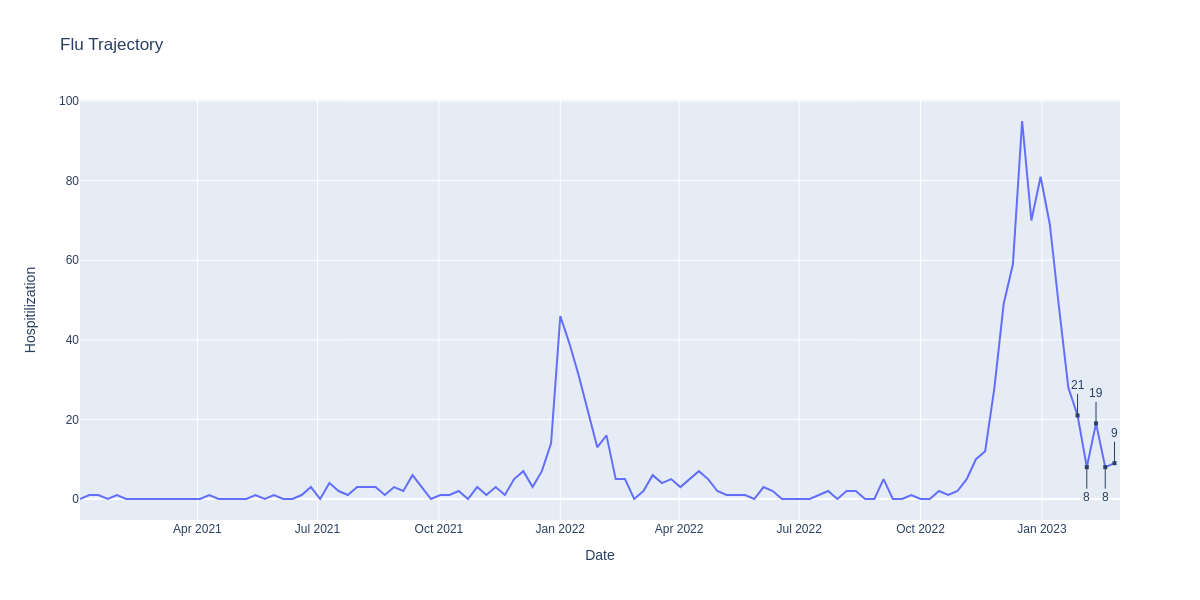 Flu Trajectory
100
80
60
40
20
0
Hospitilization
21
19
9
8
8
Apr 2021
Jul 2021
Oct 2021
Jan 2022
Apr 2022
Jul 2022
Oct 2022
Jan 2023
Date